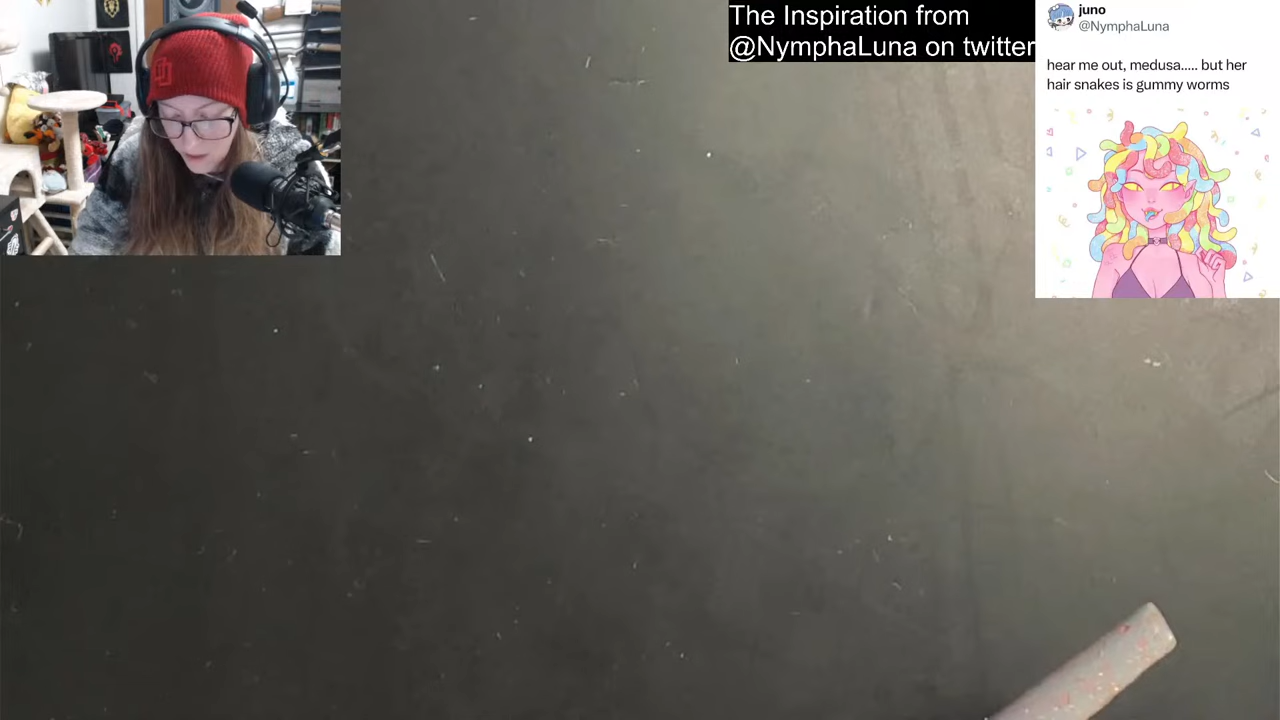 The Inspiration from
@NymphaLuna on twitter
juno
@NymphaLuna
hear me out, medusa..... but her
hair snakes is gummy worms